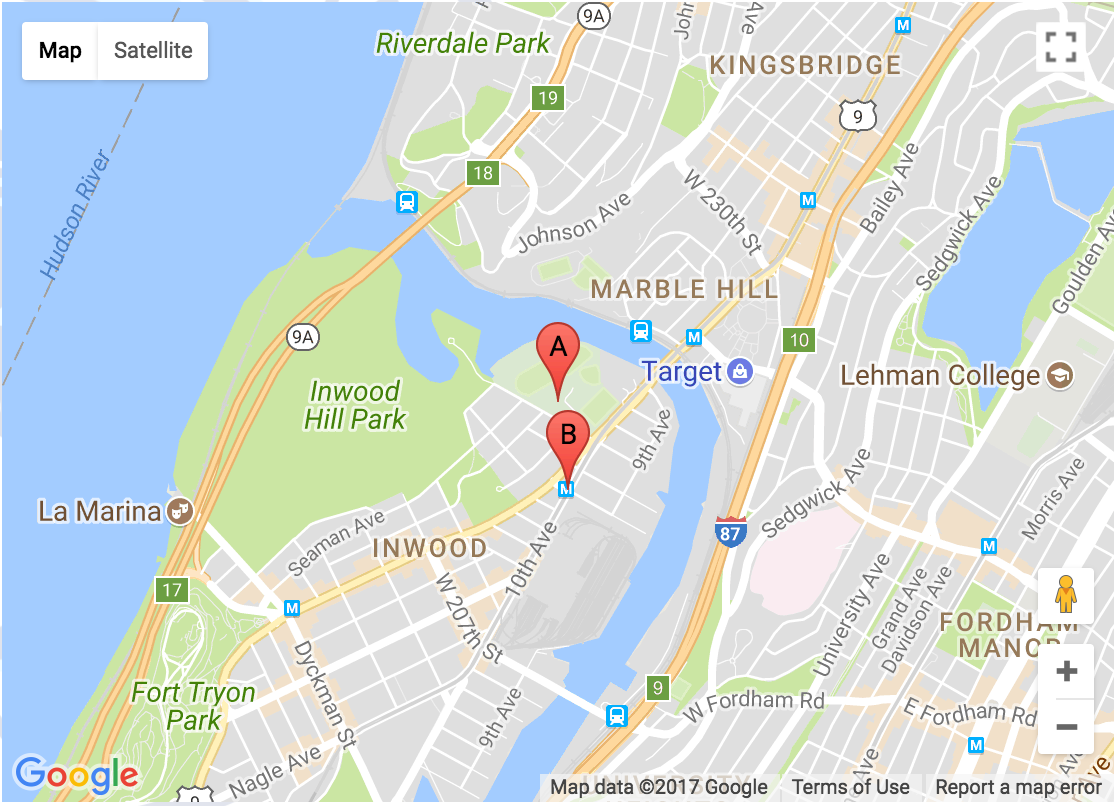 Map
Satellite
Riverdale Park
9A
KINGSBRIDGE
M
19
9
18
Hudson River
W 230th St
M
Bailey Ave
Sedgwick Ave
Goulden Ave
Johnson Ave
MARBLE HILL
9A
A
M
10
Target
Lehman College
Inwood
Hill Park
B
9th Ave
M
La Marina
Seaman Ave
INWOOD
10th Ave
87
Sedgwick Ave
Morris Ave
M
17
M
W 207th St
University Ave
Grand Ave
Davidson Ave
FORDHAM
MANOR
Dyckman St
Fort Tryon
Park
9
W Fordham Rd
E Fordham Rd
9th Ave
M
Nagle Ave
Google
Map data ©2017 Google
Terms of Use
Report a map error